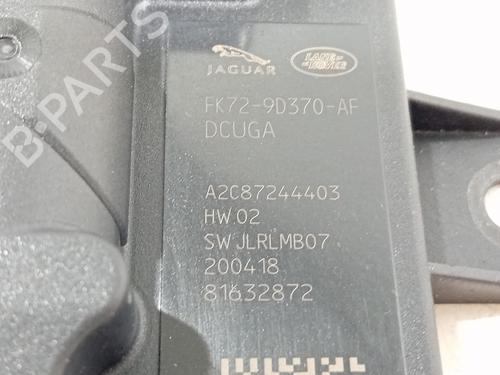 JAGUAR
LAND ROVER
FK72-9D370-AF
DCUGA
A2C87244403
HW 02
SW JLRLMB07
200418
81632872
B-PARTS